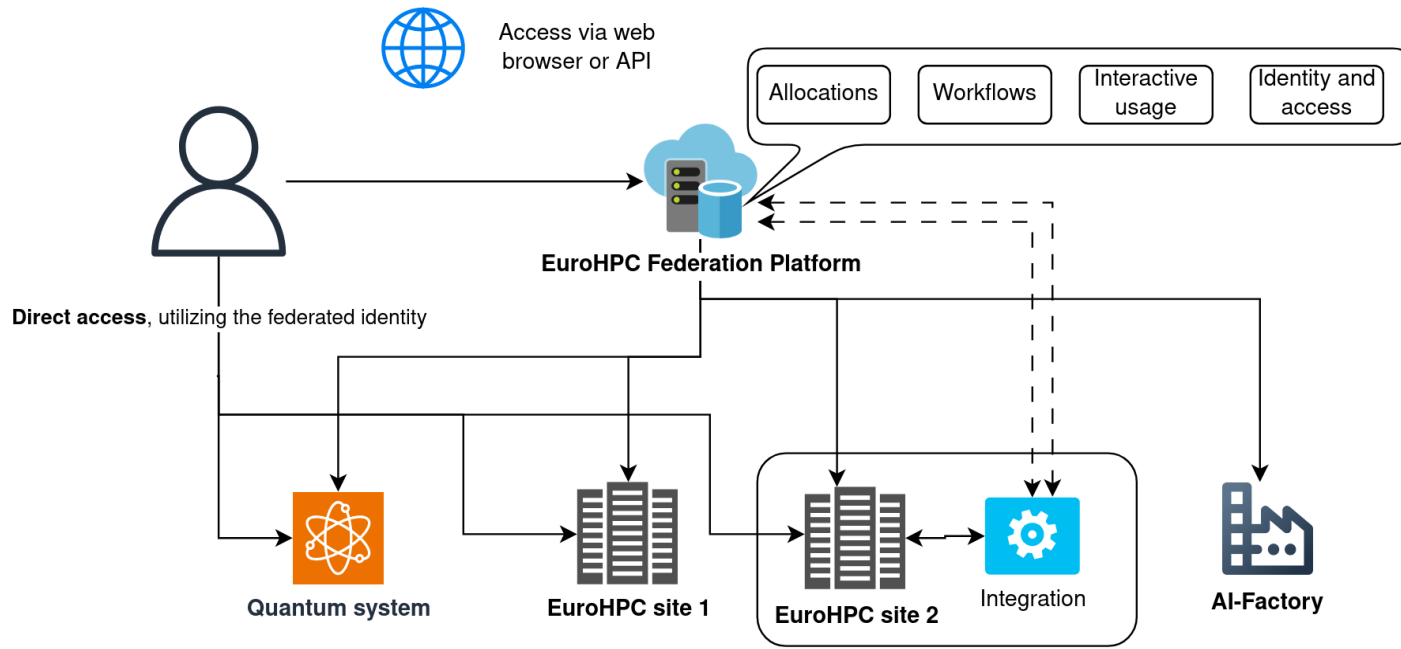 Access via web
browser or API
Allocations
Workflows
Interactive
usage
Identity and
access
EuroHPC Federation Platform
Direct access, utilizing the federated identity
Quantum system
EuroHPC site 1
EuroHPC site 2
Integration
AI-Factory